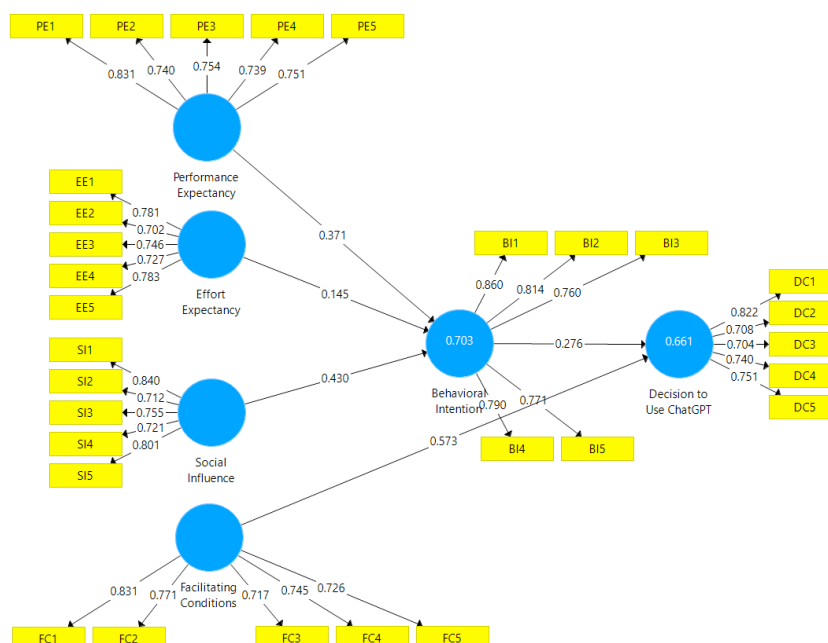 PE1
PE2
PE3
PE4
PE5
0.831
0.740
0.754
0.739
0.751
Performance
Expectancy
EE1
EE2
EE3
EE4
EE5
0.781
0.702
0.746
0.727
0.783
Effort
Expectancy
0.371
0.145
0.430
BI1
BI2
BI3
0.860
0.814
0.760
0.703
Behavioral
Intention
0.790
0.771
BI4
BI5
0.276
0.573
0.661
Decision to
Use ChatGPT
0.822
0.708
0.704
0.740
0.751
DC1
DC2
DC3
DC4
DC5
SI1
SI2
SI3
SI4
SI5
0.840
0.712
0.755
0.721
0.801
Social
Influence
Facilitating
Conditions
0.831
0.771
0.717
0.745
0.726
FC1
FC2
FC3
FC4
FC5